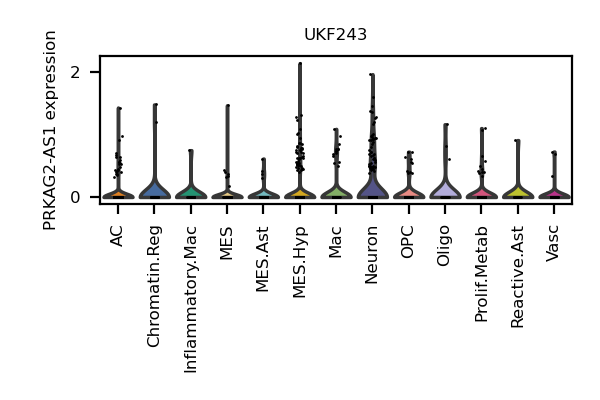 UKF243
PRKAG2-AS1 expression
2
0
AC
Chromatin.Reg
Inflammatory.Mac
MES
MES.Ast
MES.Hyp
Mac
Neuron
OPC
Oligo
Prolif.Metab
Reactive.Ast
Vasc